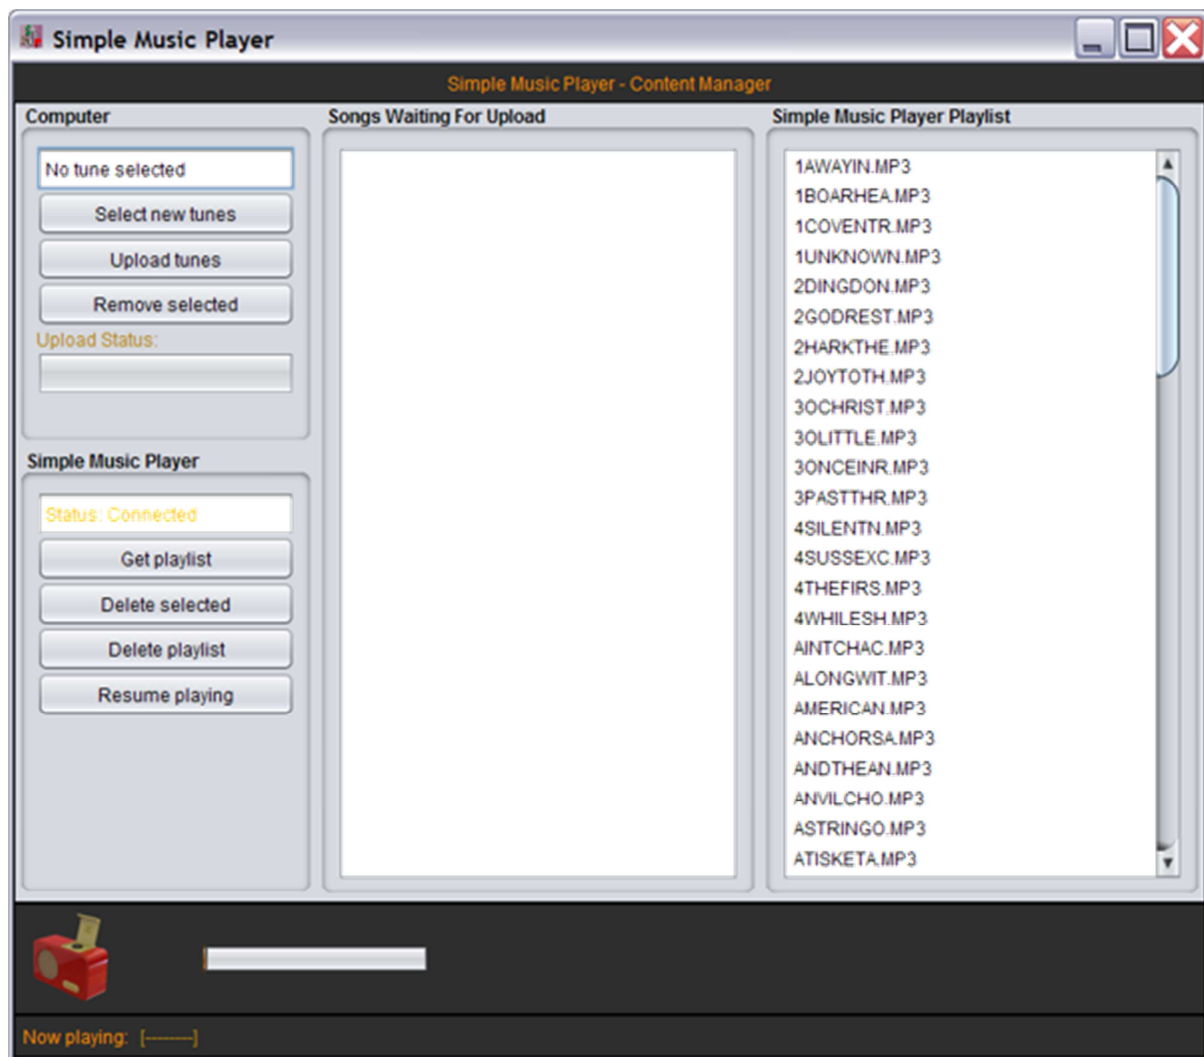 Simple Music Player
Simple Music Player - Content Manager
Computer
No tune selected
Select new tunes
Upload tunes
Remove selected
Upload Status:
Simple Music Player
Status: Connected
Get playlist
Delete selected
Delete playlist
Resume playing
Songs Waiting For Upload
Simple Music Player Playlist
1AWAYIN.MP3
1BOARHEA.MP3
1COVENTR.MP3
1UNKNOWN.MP3
2DINGDON.MP3
2GODREST.MP3
2HARKTHE.MP3
2JOYTOTH.MP3
3OCHRIST.MP3
3OLITTLE.MP3
3ONCEINR.MP3
3PASTTHR.MP3
4SILENTN.MP3
4SUSSEXC.MP3
4THEFIRS.MP3
4WHILESH.MP3
AINTCHAC.MP3
ALONGWIT.MP3
AMERICAN.MP3
ANCHORSA.MP3
ANDTHEAN.MP3
ANVILCHO.MP3
ASTRINGO.MP3
ATISKETA.MP3
Now playing: [--------]